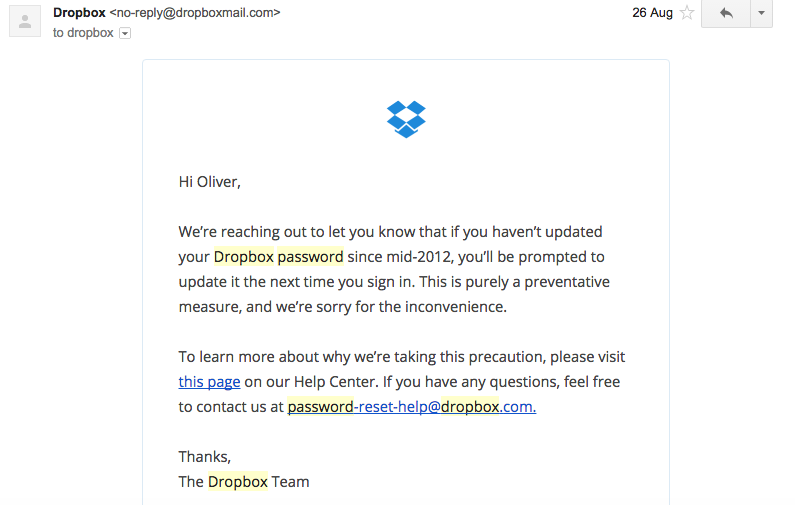 Dropbox <no-reply@dropboxmail.com> 26 Aug
to dropbox
Hi Oliver,
We’re reaching out to let you know that if you haven’t updated
your Dropbox password since mid-2012, you’ll be prompted to
update it the next time you sign in. This is purely a preventative
measure, and we’re sorry for the inconvenience.
To learn more about why we’re taking this precaution, please visit
this page on our Help Center. If you have any questions, feel free
to contact us at password-reset-help@dropbox.com.
Thanks,
The Dropbox Team